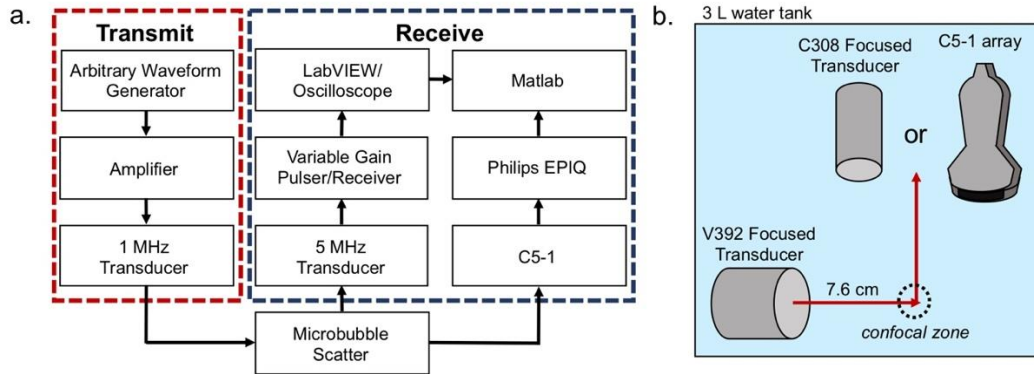 a.
Transmit
Receive
Arbitrary Waveform
Generator
Amplifier
1 MHz
Transducer
LabVIEW/
Oscilloscope
Variable Gain
Pulser/Receiver
5 MHz
Transducer
Matlab
Philips EPIQ
C5-1
Microbubble
Scatter
b.
3 L water tank
C308 Focused
Transducer
or
C5-1 array
V392 Focused
Transducer
7.6 cm
confocal zone